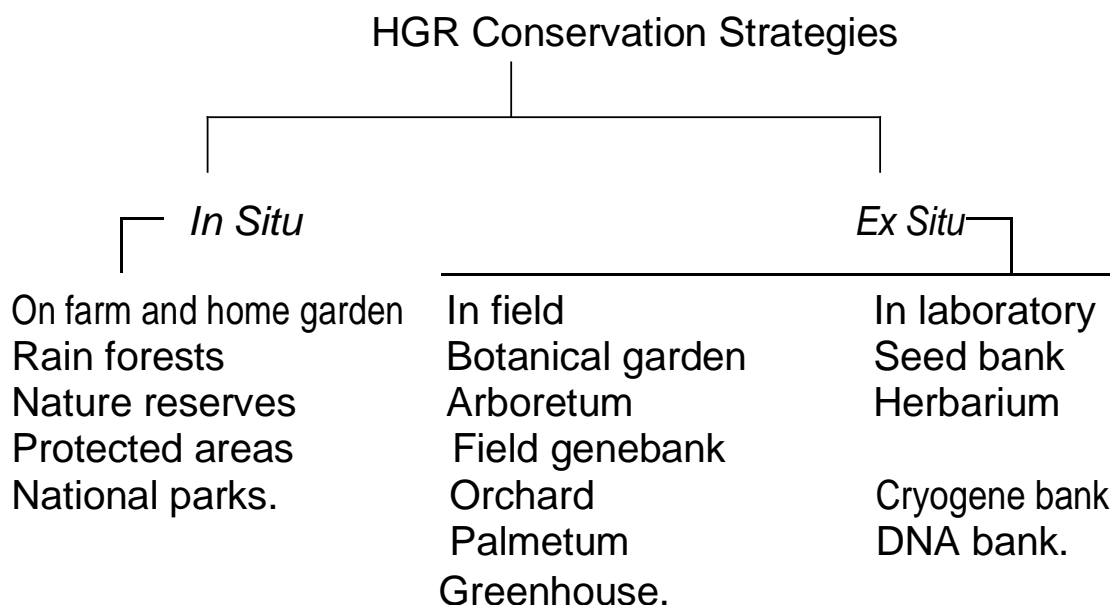 HGR Conservation Strategies
In Situ
Ex Situ
On farm and home garden
Rain forests
Nature reserves
Protected areas
National parks.
In field
Botanical garden
Arboretum
Field genebank
Orchard
Palmetum
Greenhouse.
In laboratory
Seed bank
Herbarium
Cryogene bank
DNA bank.